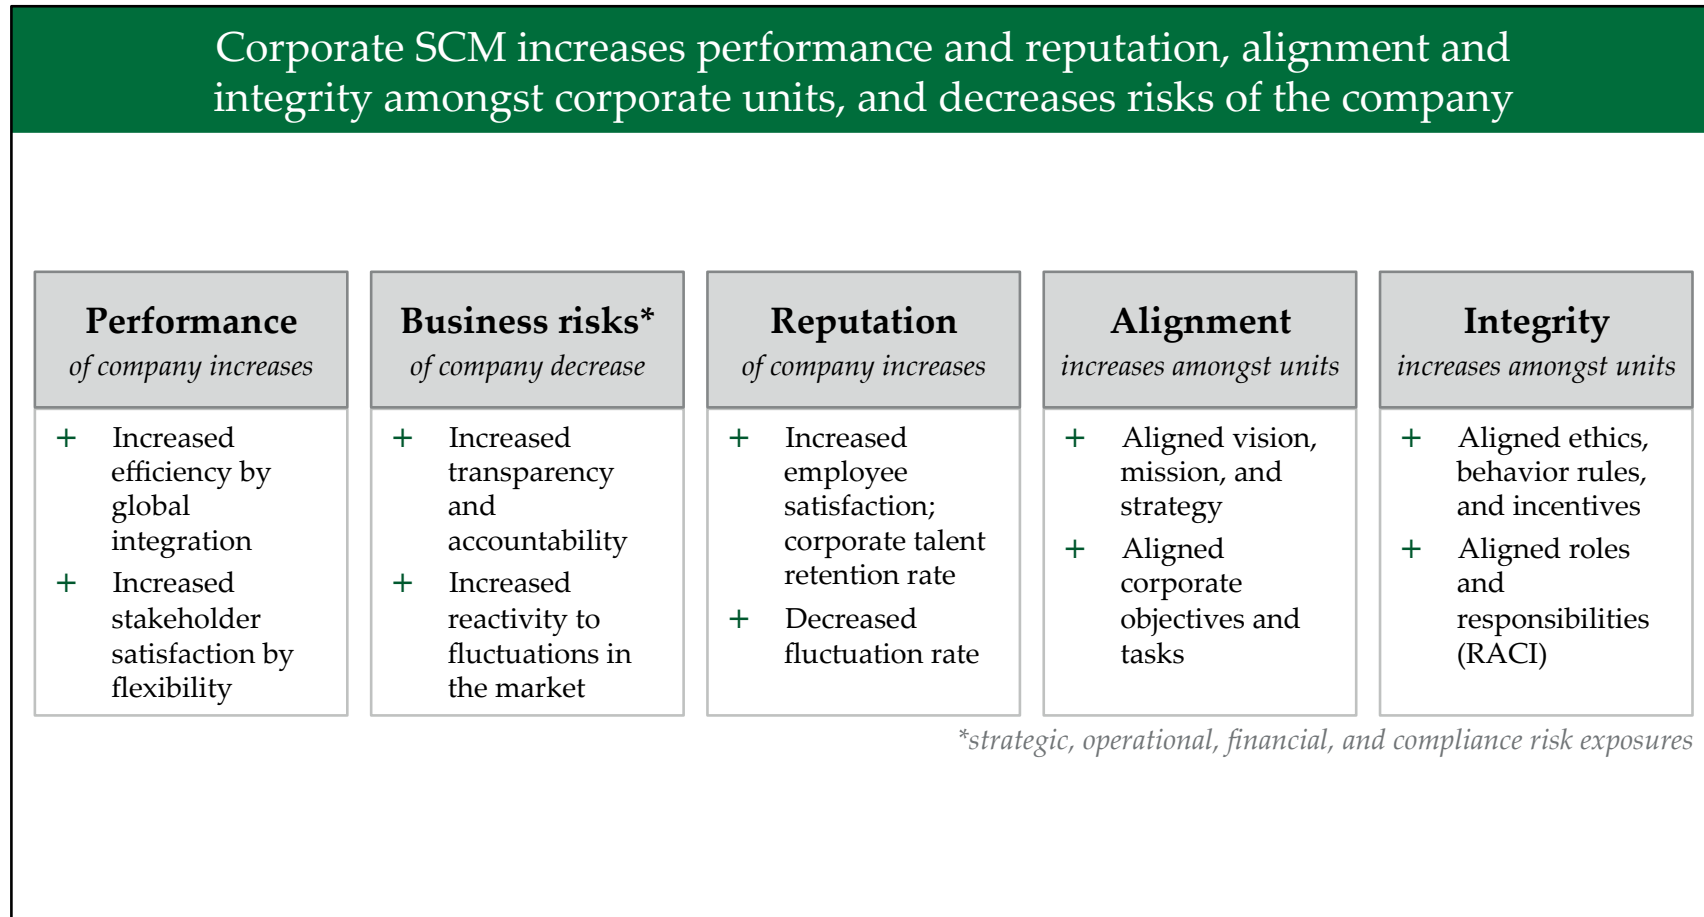 Corporate SCM increases performance and reputation, alignment and
integrity amongst corporate units, and decreases risks of the company
Performance
of company increases
+ Increased
efficiency by
global
integration
+ Increased
stakeholder
satisfaction by
flexibility
Business risks*
of company decrease
+ Increased
transparency
and
accountability
+ Increased
reactivity to
fluctuations in
the market
Reputation
of company increases
+ Increased
employee
satisfaction;
corporate talent
retention rate
+ Decreased
fluctuation rate
Alignment
increases amongst units
+ Aligned vision,
mission, and
strategy
+ Aligned
corporate
objectives and
tasks
Integrity
increases amongst units
+ Aligned ethics,
behavior rules,
and incentives
+ Aligned roles
and
responsibilities
(RACI)
*strategic, operational, financial, and compliance risk exposures